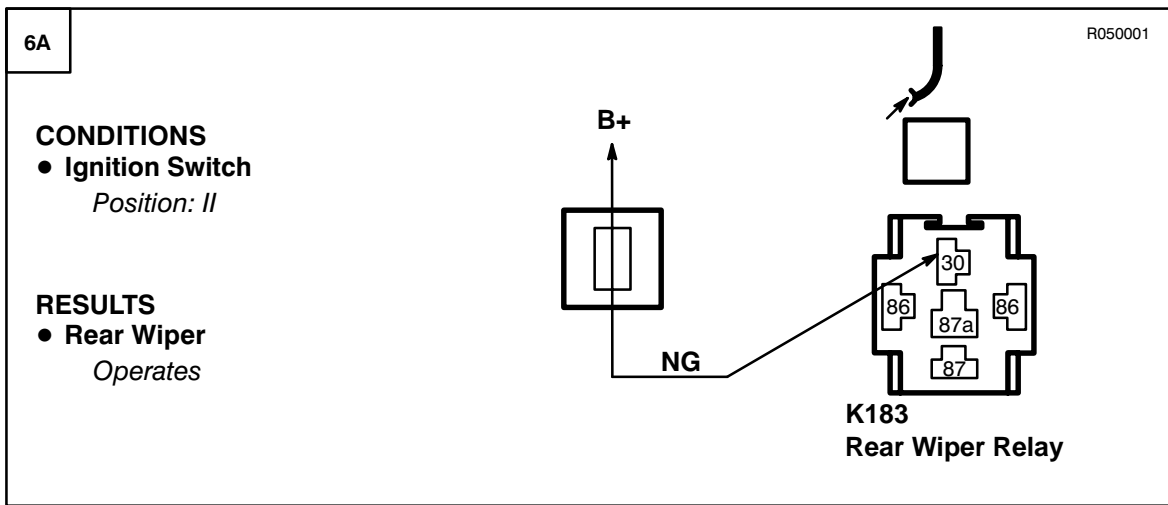 6A
R050001
CONDITIONS
● Ignition Switch
Position: II
RESULTS
● Rear Wiper
Operates
B+
NG
30
86
87a
86
87
K183
Rear Wiper Relay